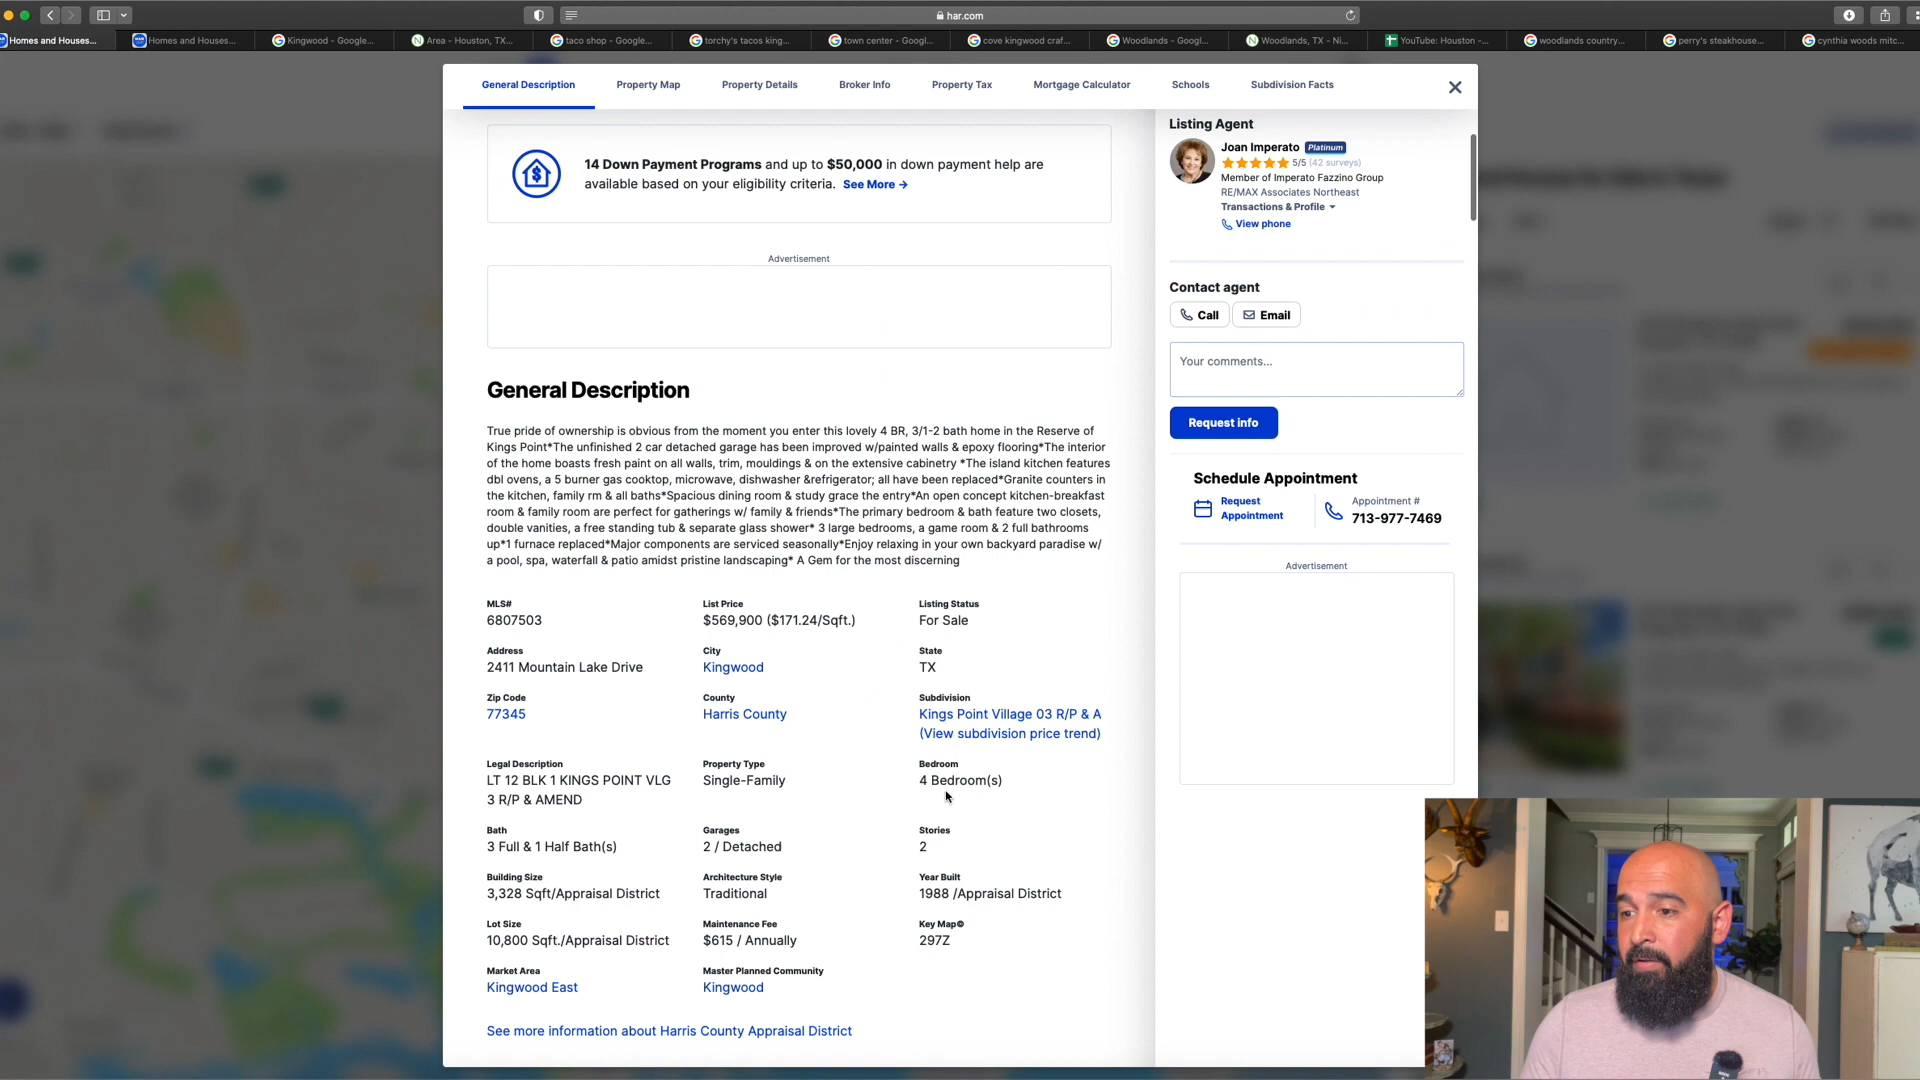 har.com
Homes and Houses...
Homes and Houses...
Kingwood - Google...
Area - Houston, TX...
taco shop - Google...
torchy's tacos king...
town center - Googl...
cove kingwood craf...
Woodlands - Googl...
Woodlands, TX - Ni...
YouTube: Houston -...
woodlands country...
perry's steakhouse...
cynthia woods mitc...
General Description
Property Map
Property Details
Broker Info
Property Tax
Mortgage Calculator
Schools
Subdivision Facts
14 Down Payment Programs and up to $50,000 in down payment help are
available based on your eligibility criteria. See More →
Advertisement
General Description
True pride of ownership is obvious from the moment you enter this lovely 4 BR, 3/1-2 bath home in the Reserve of
Kings Point*The unfinished 2 car detached garage has been improved w/painted walls & epoxy flooring*The interior
of the home boasts fresh paint on all walls, trim, mouldings & on the extensive cabinetry *The island kitchen features
dbl ovens, a 5 burner gas cooktop, microwave, dishwasher &refrigerator; all have been replaced*Granite counters in
the kitchen, family rm & all baths*Spacious dining room & study grace the entry*An open concept kitchen-breakfast
room & family room are perfect for gatherings w/ family & friends*The primary bedroom & bath feature two closets,
double vanities, a free standing tub & separate glass shower* 3 large bedrooms, a game room & 2 full bathrooms
up*1 furnace replaced*Major components are serviced seasonally*Enjoy relaxing in your own backyard paradise w/
a pool, spa, waterfall & patio amidst pristine landscaping* A Gem for the most discerning
MLS#
6807503
List Price
$569,900 ($171.24/Sqft.)
Listing Status
For Sale
Address
2411 Mountain Lake Drive
City
Kingwood
State
TX
Zip Code
77345
County
Harris County
Subdivision
Kings Point Village 03 R/P & A
(View subdivision price trend)
Legal Description
LT 12 BLK 1 KINGS POINT VLG
3 R/P & AMEND
Property Type
Single-Family
Bedroom
4 Bedroom(s)
Bath
3 Full & 1 Half Bath(s)
Garages
2 / Detached
Stories
2
Building Size
3,328 Sqft/Appraisal District
Architecture Style
Traditional
Year Built
1988 /Appraisal District
Lot Size
10,800 Sqft./Appraisal District
Maintenance Fee
$615 / Annually
Key Map©
297Z
Market Area
Kingwood East
Master Planned Community
Kingwood
See more information about Harris County Appraisal District
Listing Agent
Joan Imperato Platinum
5/5 (42 surveys)
Member of Imperato Fazzino Group
RE/MAX Associates Northeast
Transactions & Profile
View phone
Contact agent
Call
Email
Your comments...
Request info
Schedule Appointment
Request
Appointment
Appointment #
713-977-7469
Advertisement